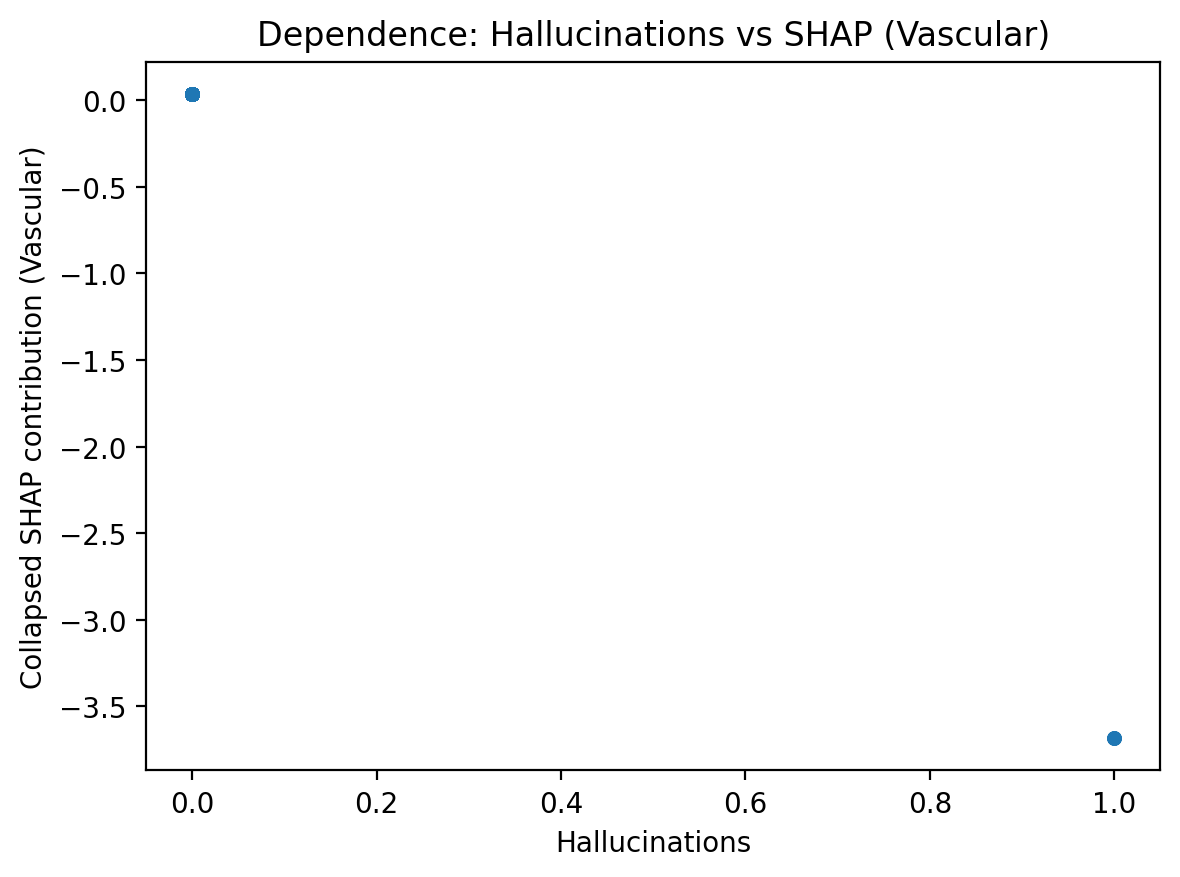 Dependence: Hallucinations vs SHAP (Vascular)
Collapsed SHAP contribution (Vascular)
0.0
−0.5
−1.0
−1.5
−2.0
−2.5
−3.0
−3.5
0.0 0.2 0.4 0.6 0.8 1.0
Hallucinations